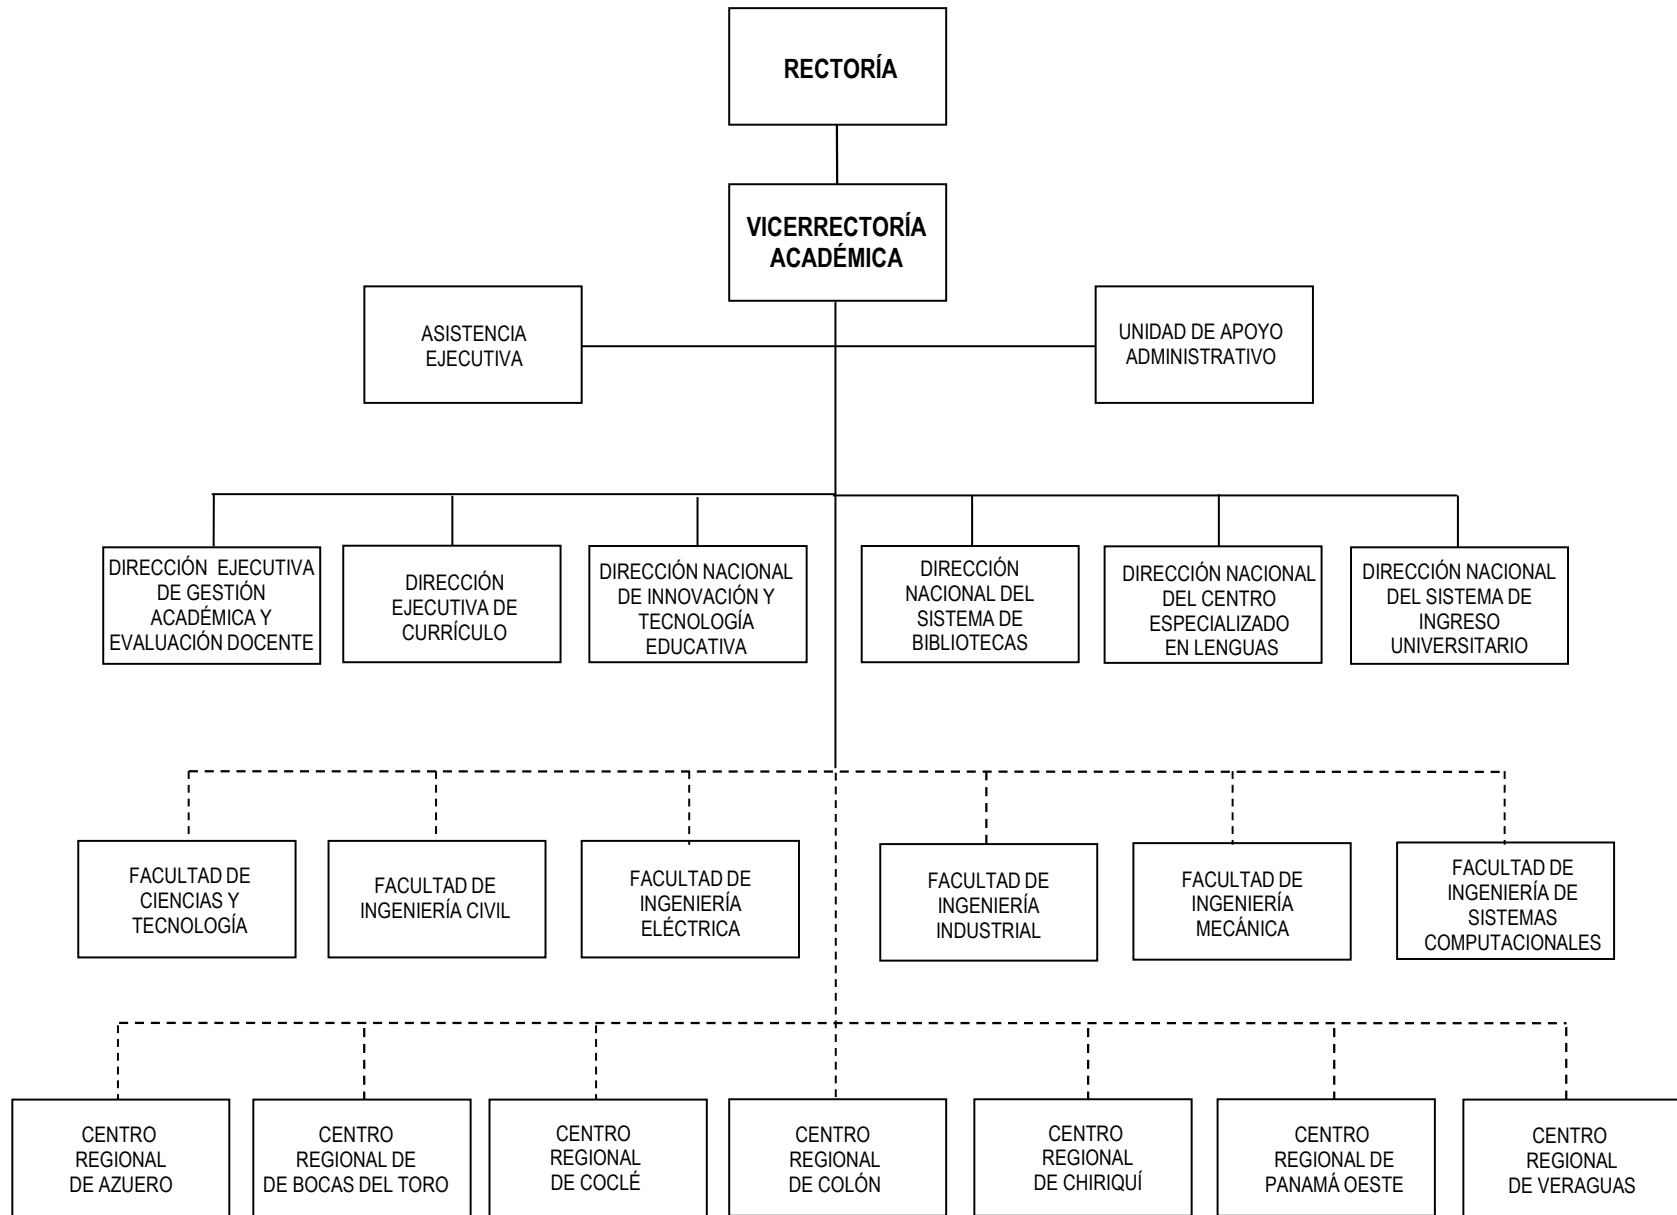 RECTORÍA
VICERRECTORÍA
ACADÉMICA
ASISTENCIA
EJECUTIVA
UNIDAD DE APOYO
ADMINISTRATIVO
DIRECCIÓN EJECUTIVA
DE GESTIÓN
ACADÉMICA Y
EVALUACIÓN DOCENTE
DIRECCIÓN
EJECUTIVA DE
CURRÍCULO
DIRECCIÓN NACIONAL
DE INNOVACIÓN Y
TECNOLOGÍA
EDUCATIVA
DIRECCIÓN
NACIONAL DEL
SISTEMA DE
BIBLIOTECAS
DIRECCIÓN NACIONAL
DEL CENTRO
ESPECIALIZADO
EN LENGUAS
DIRECCIÓN NACIONAL
DEL SISTEMA DE
INGRESO
UNIVERSITARIO
FACULTAD DE
CIENCIAS Y
TECNOLOGÍA
FACULTAD DE
INGENIERÍA CIVIL
FACULTAD DE
INGENIERÍA
ELÉCTRICA
FACULTAD DE
INGENIERÍA
INDUSTRIAL
FACULTAD DE
INGENIERÍA
MECÁNICA
FACULTAD DE
INGENIERÍA DE
SISTEMAS
COMPUTACIONALES
CENTRO
REGIONAL
DE AZUERO
CENTRO
REGIONAL DE
DE BOCAS DEL TORO
CENTRO
REGIONAL
DE COCLÉ
CENTRO
REGIONAL
DE COLÓN
CENTRO
REGIONAL
DE CHIRIQUÍ
CENTRO
REGIONAL DE
PANAMÁ OESTE
CENTRO
REGIONAL
DE VERAGUAS